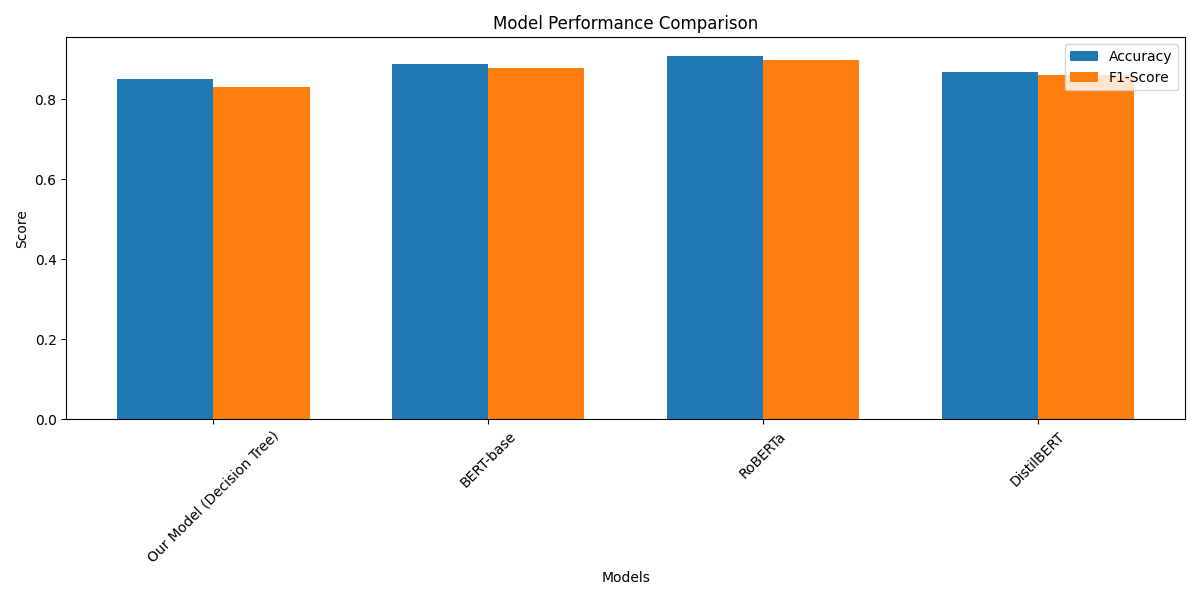 Model Performance Comparison
Accuracy
F1-Score
Score
0.8
0.6
0.4
0.2
0.0
Our Model (Decision Tree)
BERT-base
RoBERTa
DistilBERT
Models